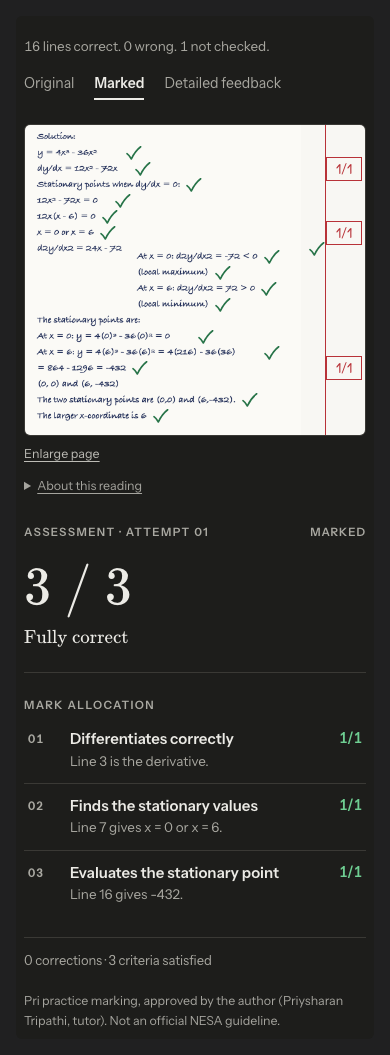 16 lines correct. 0 wrong. 1 not checked.
Original Marked Detailed feedback
Solution:
y = 4x³ - 36x²
dy/dx = 12x² - 72x
Stationary points when dy/dx = 0:
12x² - 72x = 0
12x(x - 6) = 0
x = 0 or x = 6
d2y/dx2 = 24x - 72
At x = 0: d2y/dx2 = -72 < 0
(local maximum)
At x = 6: d2y/dx2 = 72 > 0
(local minimum)
The stationary points are:
At x = 0: y = 4(0)³ - 36(0)² = 0
At x = 6: y = 4(6)³ - 36(6)² = 4(216) - 36(36)
= 864 - 1296 = -432
(0, 0) and (6, -432)
The two stationary points are (0,0) and (6,-432).
The larger x-coordinate is 6
1/1
1/1
1/1
Enlarge page
About this reading
ASSESSMENT · ATTEMPT 01 MARKED
3 / 3
Fully correct
MARK ALLOCATION
01 Differentiates correctly 1/1
Line 3 is the derivative.
02 Finds the stationary values 1/1
Line 7 gives x = 0 or x = 6.
03 Evaluates the stationary point 1/1
Line 16 gives -432.
0 corrections · 3 criteria satisfied
Pri practice marking, approved by the author (Priysharan
Tripathi, tutor). Not an official NESA guideline.